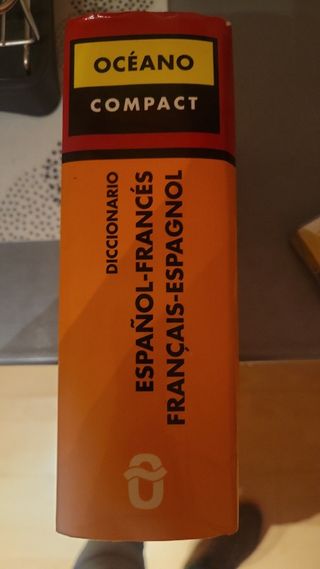 OCÉANO
COMPACT
DICCIONARIO
ESPAÑOL-FRANCÉS
FRANÇAIS-ESPAGNOL